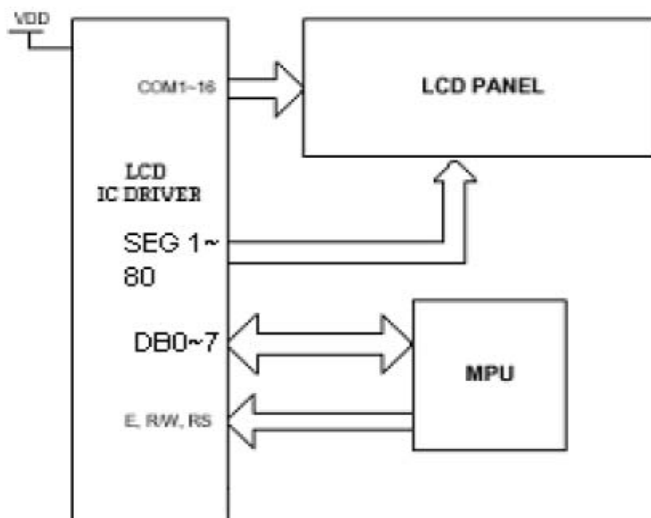 VDD
COM1~16
LCD PANEL
LCD
IC DRIVER
SEG 1~
80
DB0~7
MPU
E, R/W, RS